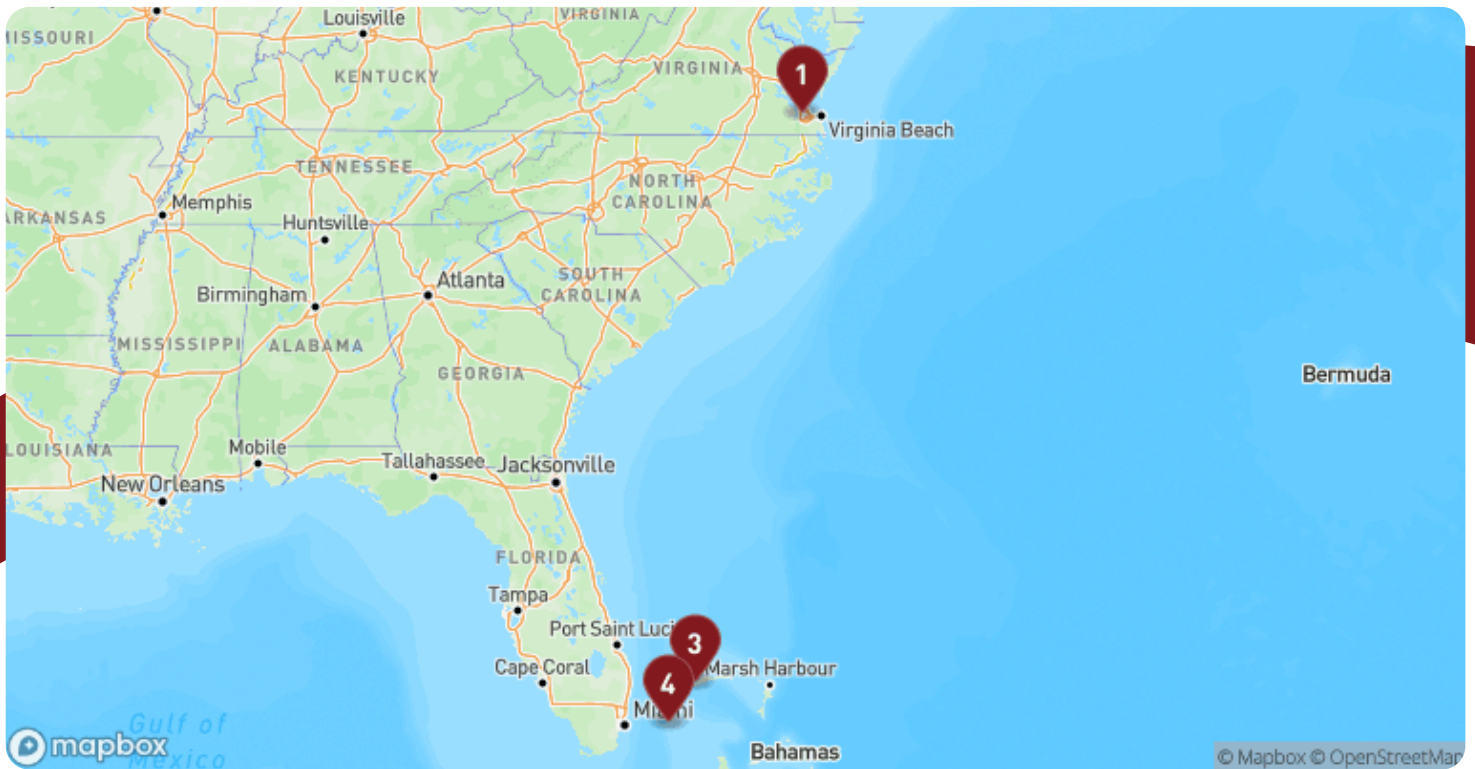 Louisville
VIRGINIA
MISSOURI
KENTUCKY
VIRGINIA
1
Virginia Beach
TENNESSEE
NORTH
CAROLINA
Memphis
ARKANSAS
Huntsville
Atlanta
SOUTH
CAROLINA
Birmingham
MISSISSIPPI
ALABAMA
GEORGIA
Bermuda
LOUISIANA
Mobile
Tallahassee
Jacksonville
New Orleans
FLORIDA
Tampa
Port Saint Luci
3
Cape Coral
Marsh Harbour
4
Miami
Gulf of
Mexico
mapbox
Bahamas
© Mapbox © OpenStreetMap